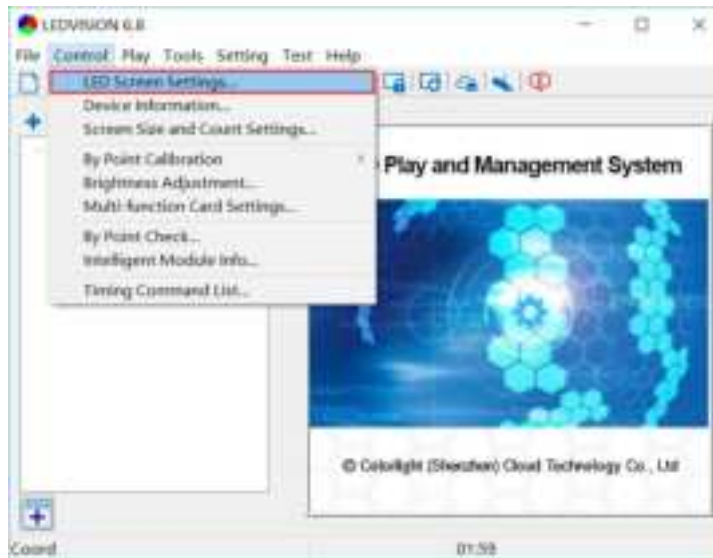 LEDVISION 6.8
File Control Play Tools Setting Test Help
LED Screen Settings...
Device Information...
Screen Size and Count Settings...
By Point Calibration
Brightness Adjustment...
Multi-function Card Settings...
By Point Check...
Intelligent Module Info...
Timing Command List...
Play and Management System
© Colorlight (Shenzhen) Cloud Technology Co., Ltd
Coord 01:59